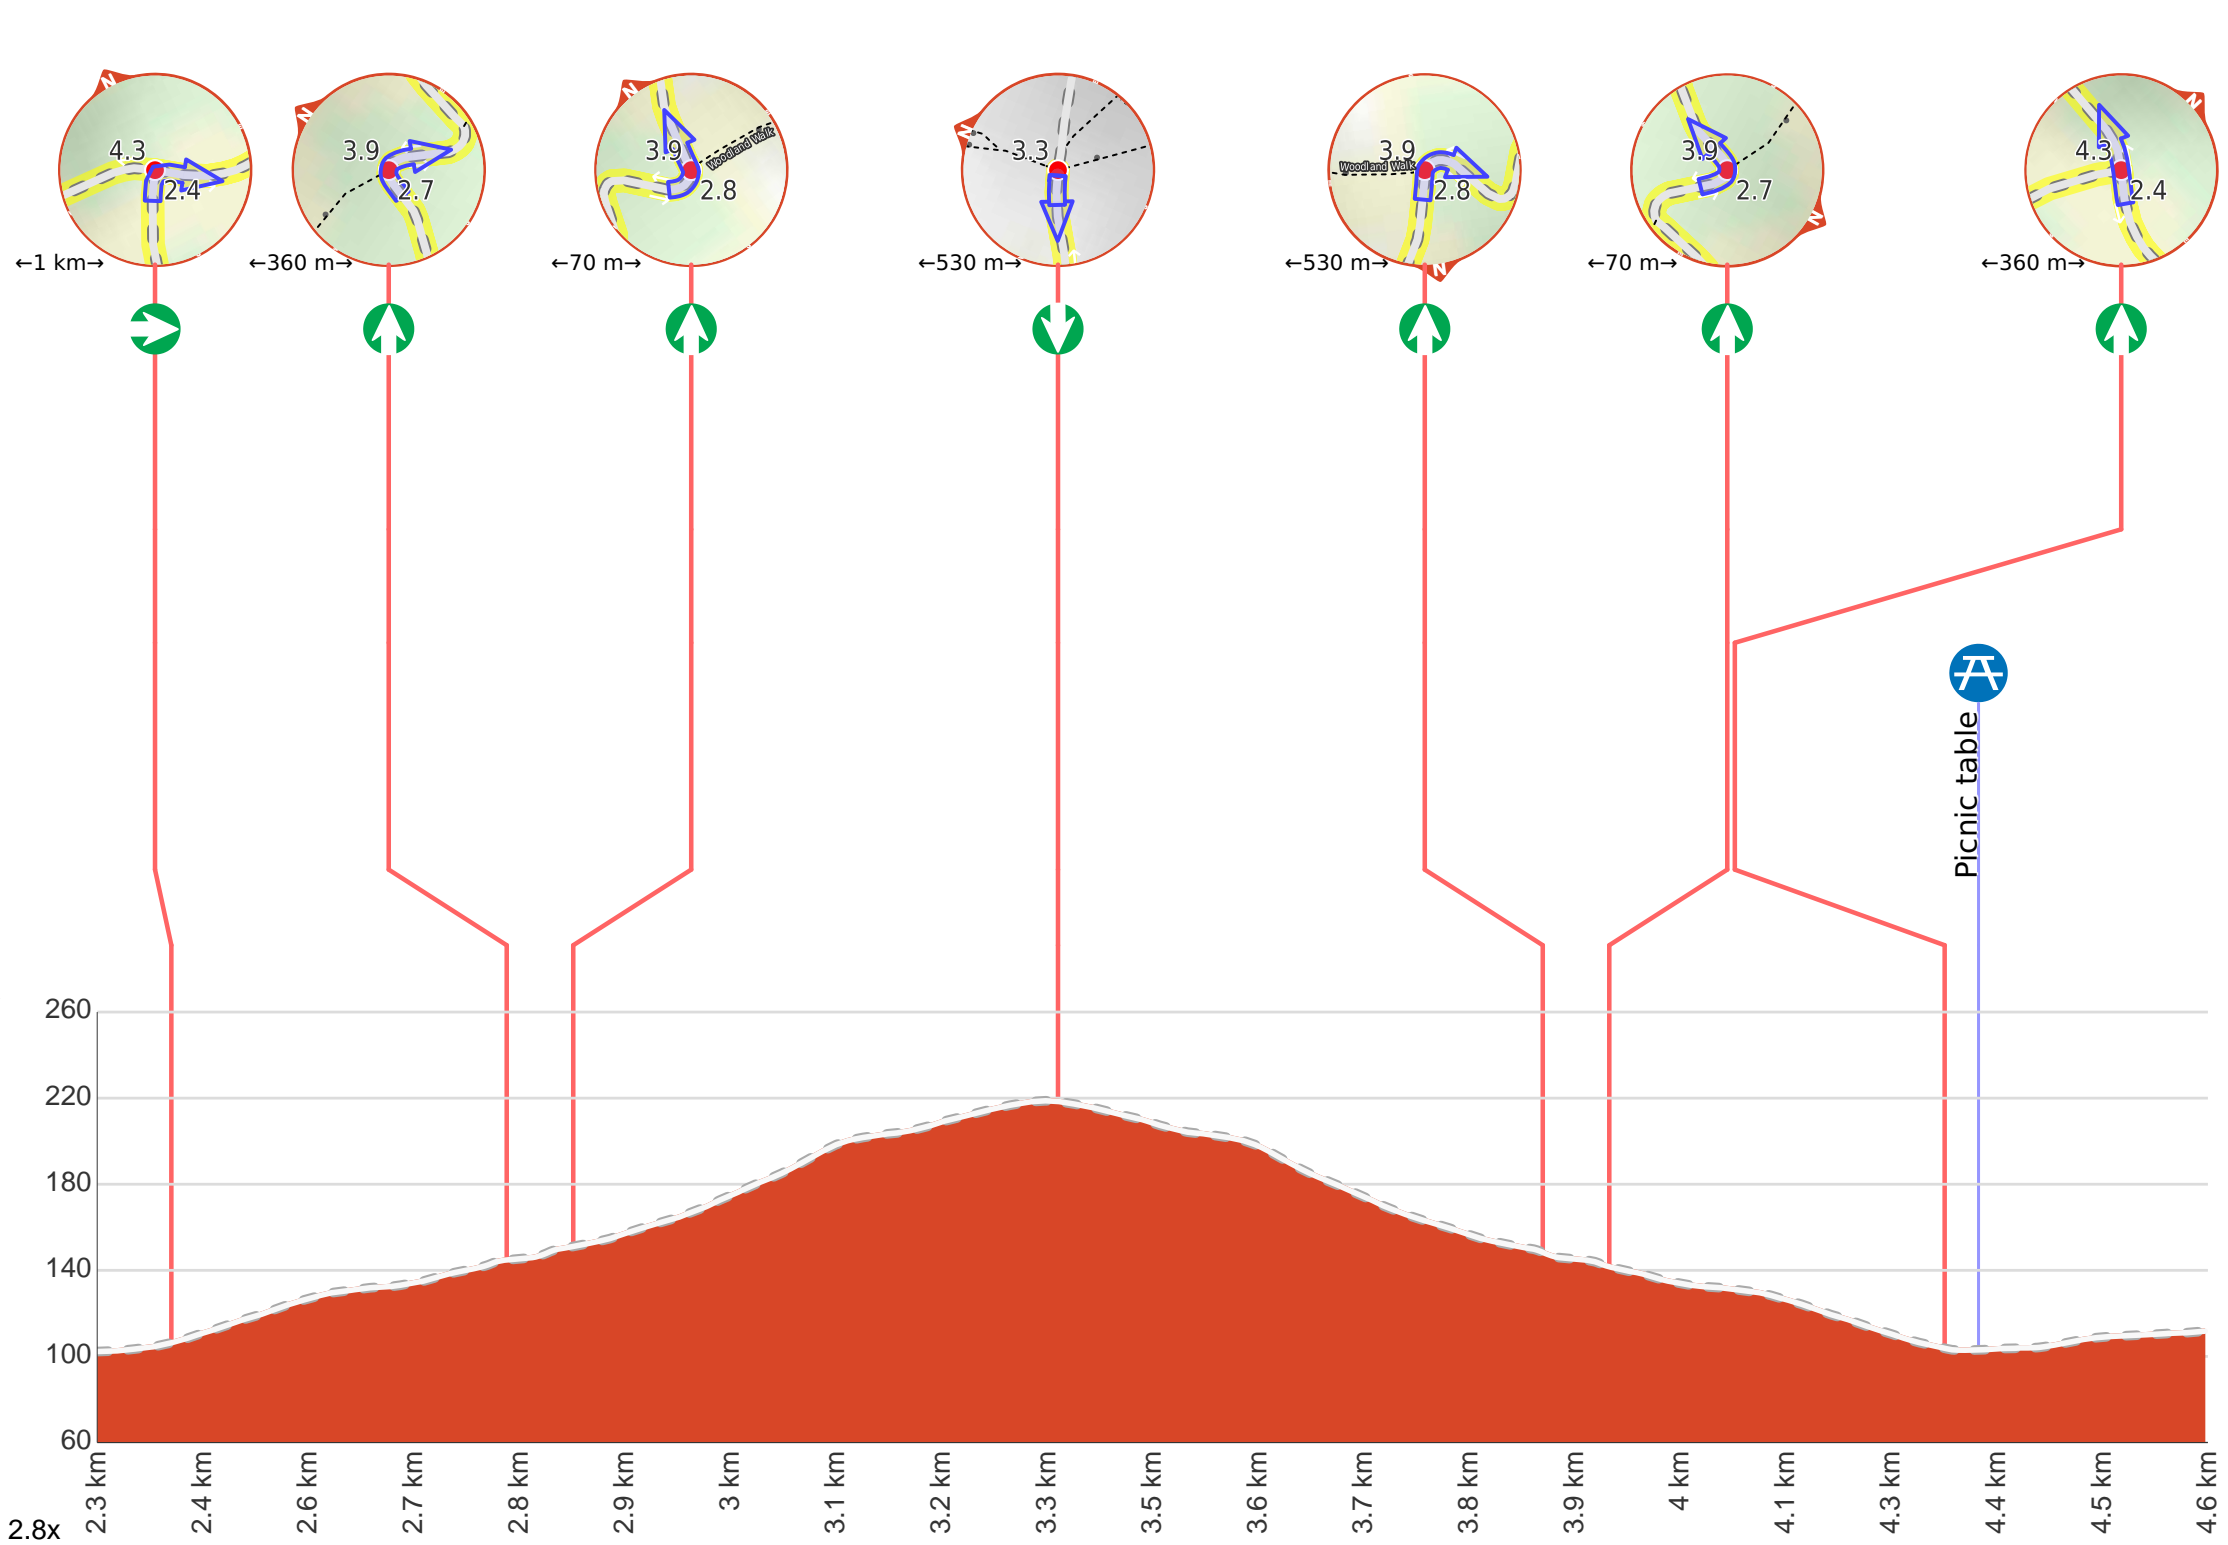 N
N
N
N
N
N
N
4.3
2.4
3.9
2.7
3.9
2.8
Woodland Walk
3.3
3.9
2.8
Woodland Walk
3.9
2.7
4.3
2.4
←1 km→
←360 m→
←70 m→
←530 m→
←530 m→
←70 m→
←360 m→
Picnic table
260
220
180
140
100
60
2.3 km
2.4 km
2.6 km
2.7 km
2.8 km
2.9 km
3 km
3.1 km
3.2 km
3.3 km
3.5 km
3.6 km
3.7 km
3.8 km
3.9 km
4 km
4.1 km
4.3 km
4.4 km
4.5 km
4.6 km
2.8x